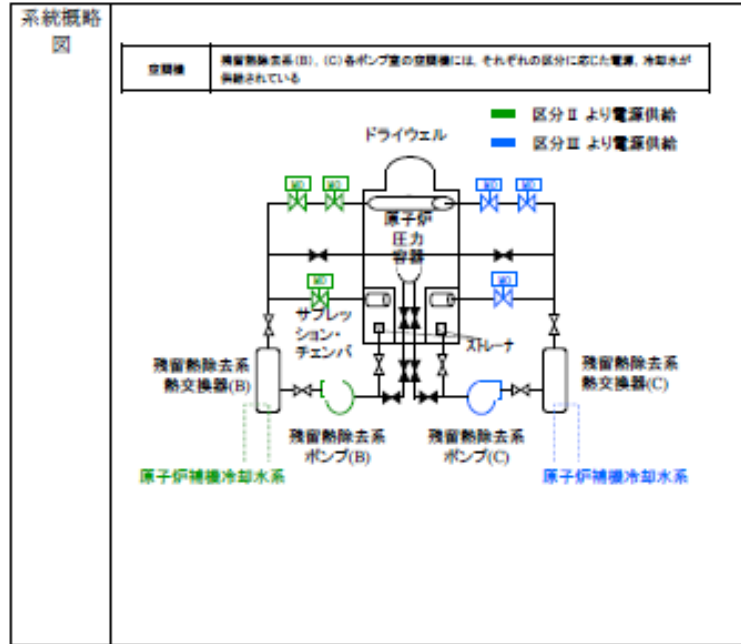 系統概略
図
空調機
残留熱除去系(B)、(C)各ポンプ室の空調機には、それぞれの区分に応じた電源、冷却水が
供給されている
区分Ⅱ より電源供給
区分Ⅲ より電源供給
ドライウェル
MO
MO
MO
MO
原子炉
圧力
容器
MO
MO
サプレッ
ション・
チェンバ
ストレーナ
残留熱除去系
熱交換器(B)
残留熱除去系
熱交換器(C)
残留熱除去系
ポンプ(B)
残留熱除去系
ポンプ(C)
原子炉補機冷却水系
原子炉補機冷却水系